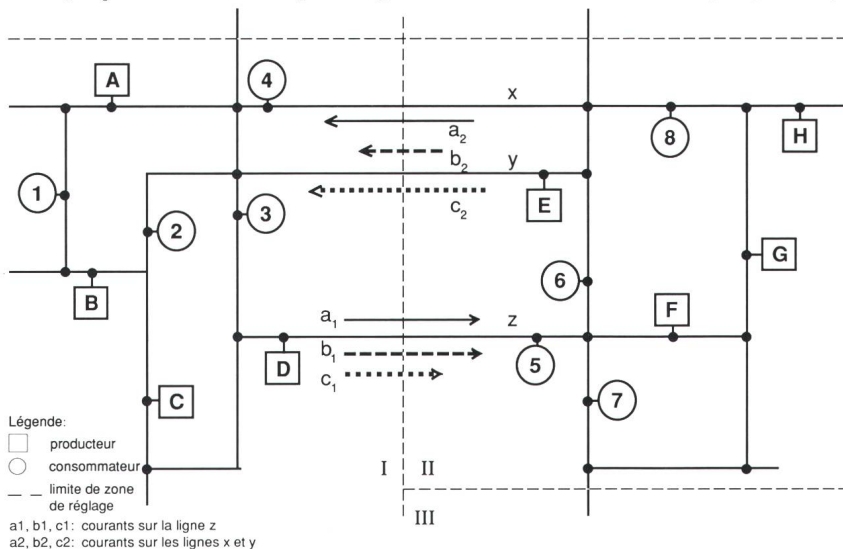 A
4
x
8
H
a2
b2
y
1
2
3
c2
E
G
B
6
F
a1
z
b1
D
c1
5
C
7
Légende:
producteur
consommateur
limite de zone
de réglage
I
II
III
a1, b1, c1: courants sur la ligne z
a2, b2, c2: courants sur les lignes x et y